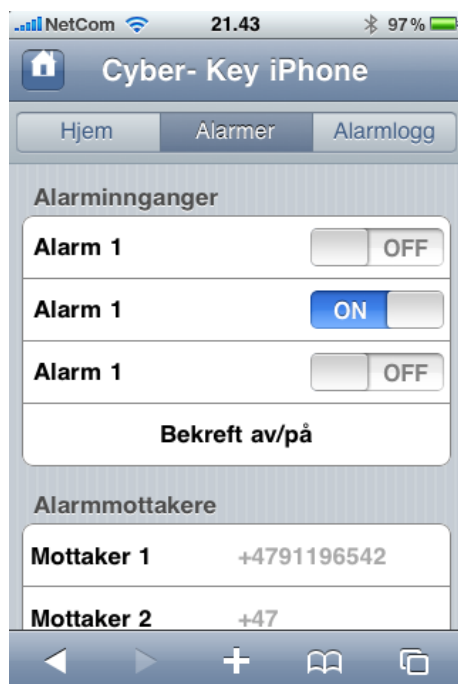 NetCom 21.43 97 %
Cyber- Key iPhone
Hjem Alarmer Alarmlogg
Alarminnganger
Alarm 1 OFF
Alarm 1 ON
Alarm 1 OFF
Bekreft av/på
Alarmmottakere
Mottaker 1 +4791196542
Mottaker 2 +47